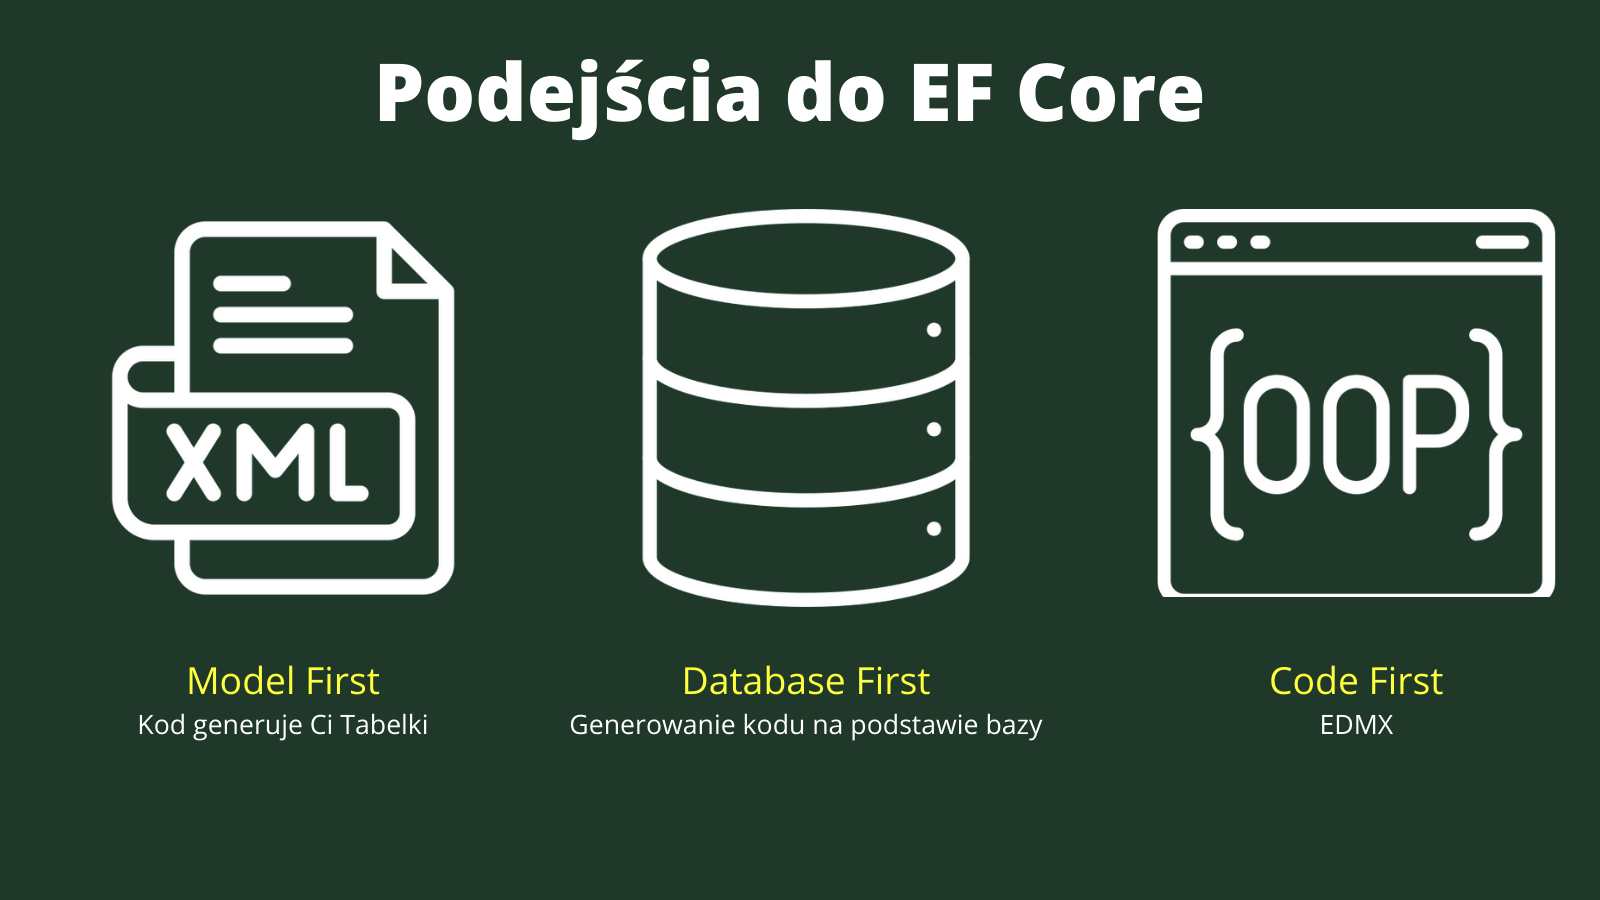 Podejścia do EF Core
XML
{OOP}
Model First
Kod generuje Ci Tabelki
Database First
Generowanie kodu na podstawie bazy
Code First
EDMX